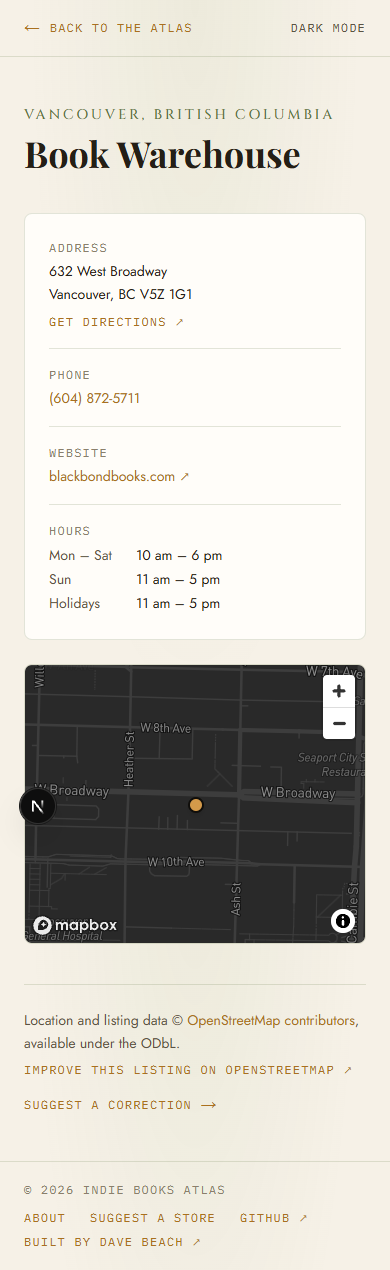 ← BACK TO THE ATLAS
DARK MODE
VANCOUVER, BRITISH COLUMBIA
Book Warehouse
ADDRESS
632 West Broadway
Vancouver, BC V5Z 1G1
GET DIRECTIONS ↗
PHONE
(604) 872-5711
WEBSITE
blackbondbooks.com ↗
HOURS
Mon – Sat 10 am – 6 pm
Sun 11 am – 5 pm
Holidays 11 am – 5 pm
W 7th Ave
W 8th Ave
Heather St
Seaport City S
Restaura
W Broadway
W Broadway
N
W 10th Ave
Ash St
Cambie St
General Hospital
mapbox
Location and listing data © OpenStreetMap contributors,
available under the ODbL.
IMPROVE THIS LISTING ON OPENSTREETMAP ↗
SUGGEST A CORRECTION →
© 2026 INDIE BOOKS ATLAS
ABOUT SUGGEST A STORE GITHUB ↗
BUILT BY DAVE BEACH ↗